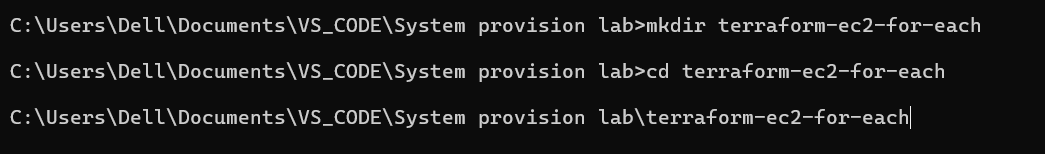 C:\Users\Dell\Documents\VS_CODE\System provision lab>mkdir terraform-ec2-for-each
C:\Users\Dell\Documents\VS_CODE\System provision lab>cd terraform-ec2-for-each
C:\Users\Dell\Documents\VS_CODE\System provision lab\terraform-ec2-for-each